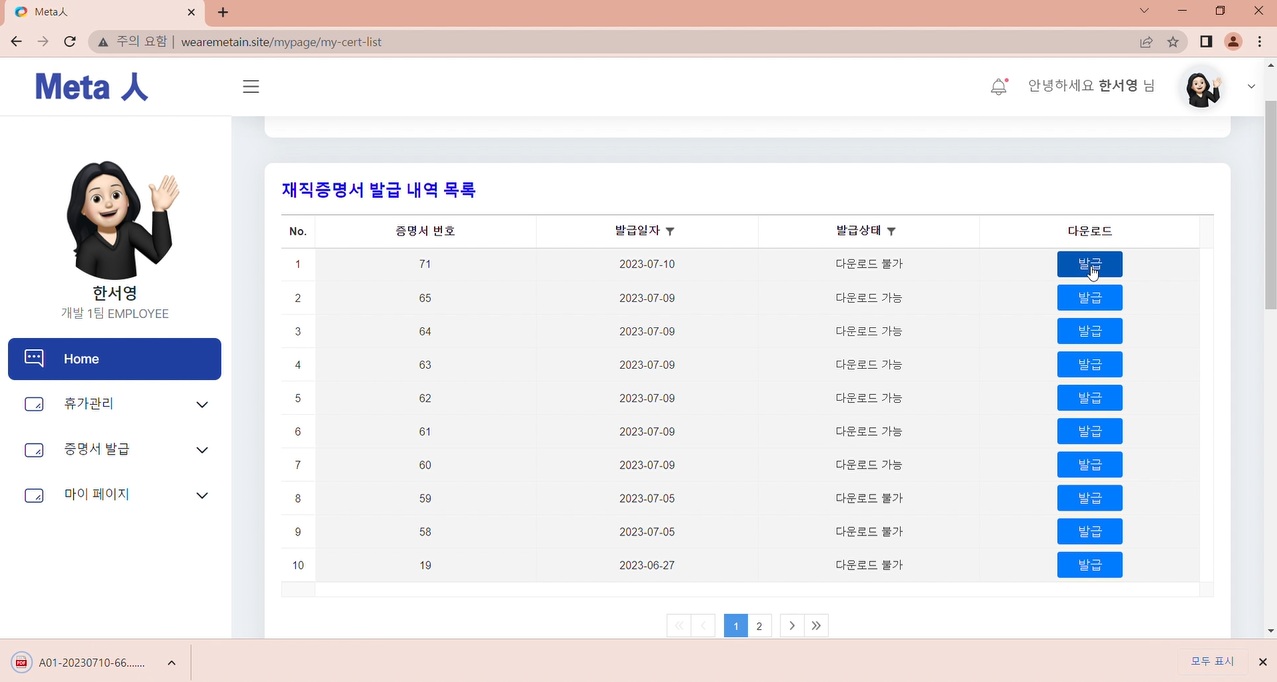 Meta人
주의 요함 | wearemetain.site/mypage/my-cert-list
Meta 人
안녕하세요 한서영 님
한서영
개발 1팀 EMPLOYEE
Home
휴가관리
증명서 발급
마이 페이지
재직증명서 발급 내역 목록
No. 증명서 번호 발급일자 발급상태 다운로드
1 71 2023-07-10 다운로드 불가 발급
2 65 2023-07-09 다운로드 가능 발급
3 64 2023-07-09 다운로드 가능 발급
4 63 2023-07-09 다운로드 가능 발급
5 62 2023-07-09 다운로드 가능 발급
6 61 2023-07-09 다운로드 가능 발급
7 60 2023-07-09 다운로드 가능 발급
8 59 2023-07-05 다운로드 불가 발급
9 58 2023-07-05 다운로드 불가 발급
10 19 2023-06-27 다운로드 불가 발급
« ‹ 1 2 › »
PDF A01-20230710-66....... 모두 표시